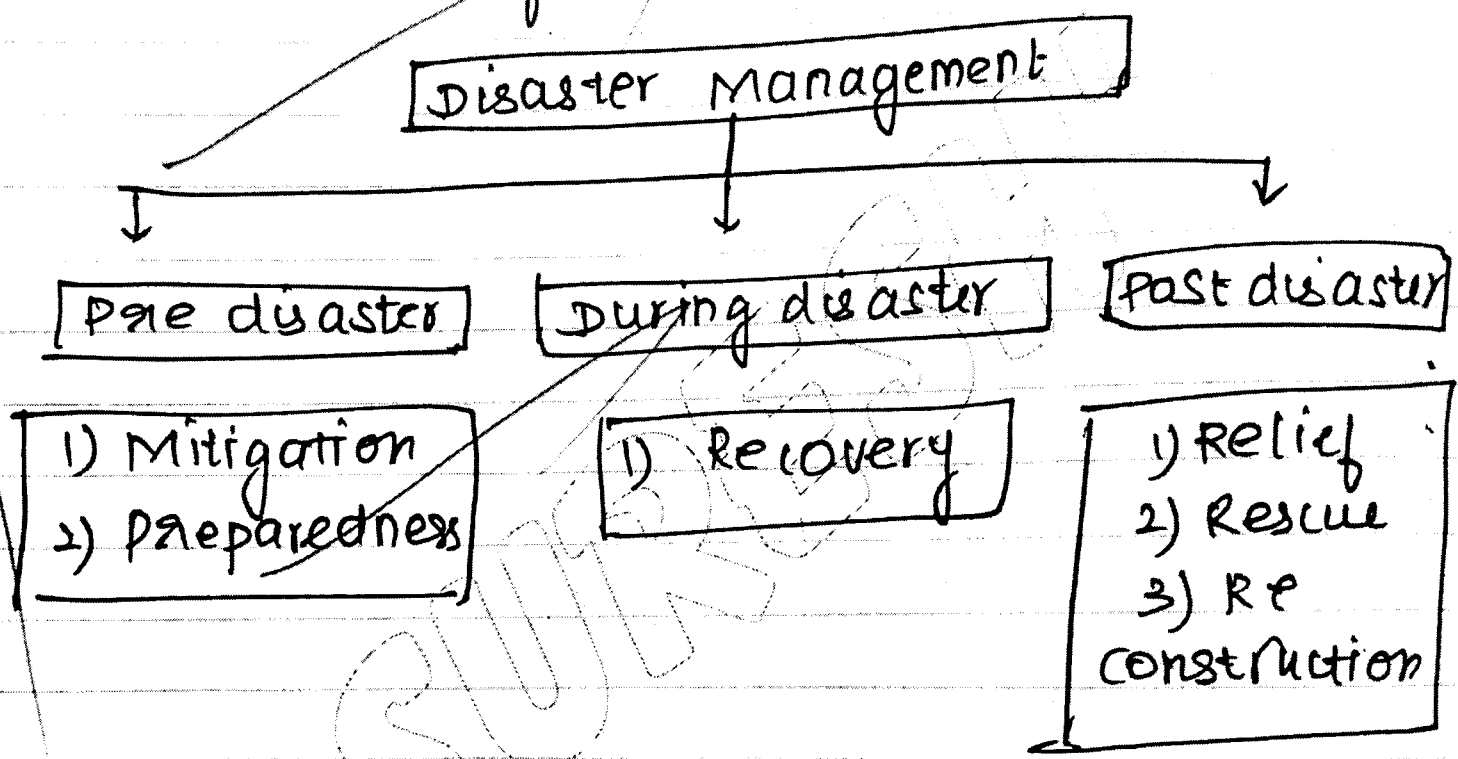 Disaster Management
Pre disaster
During disaster
Post disaster
1) Mitigation
2) Preparedness
1) Recovery
1) Relief
2) Rescue
3) Re
construction